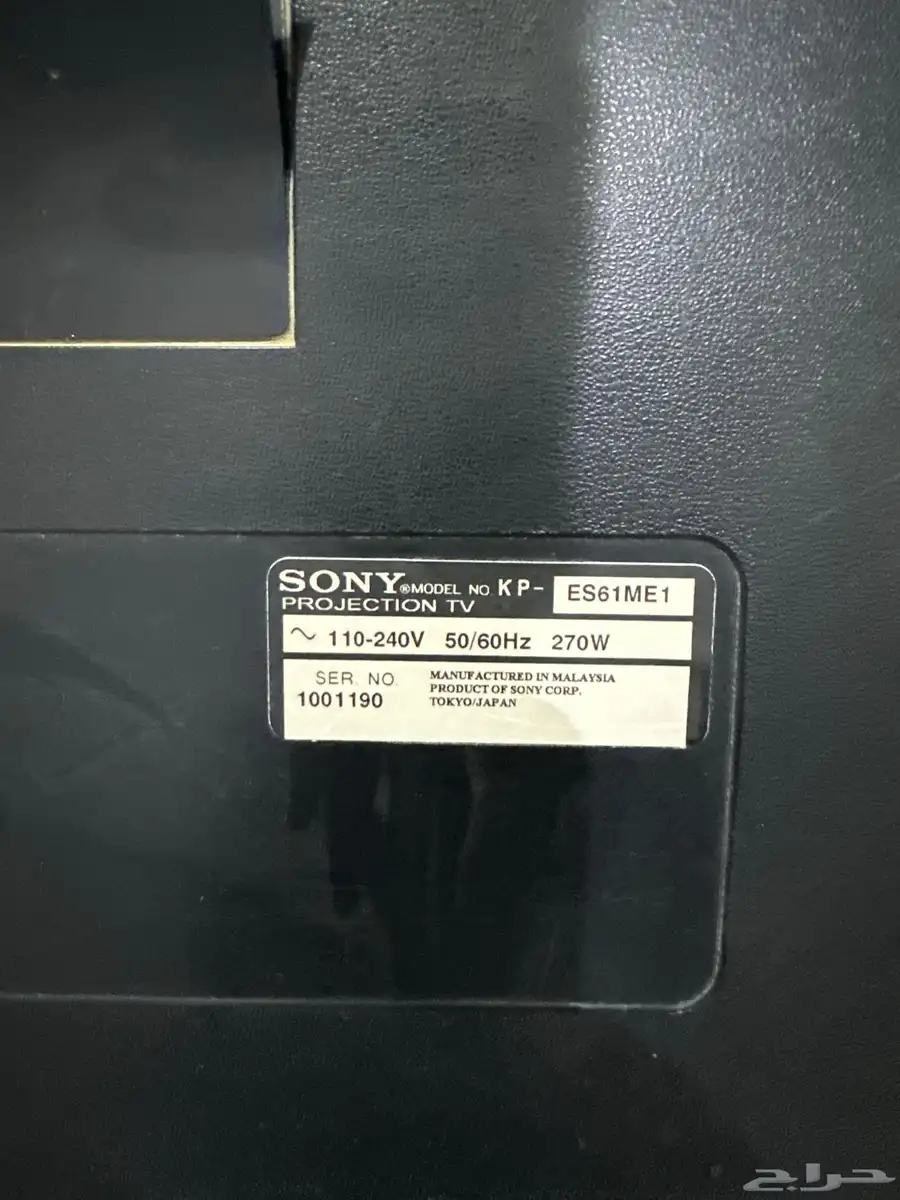 SONY® MODEL NO. KP- ES61ME1
PROJECTION TV
~ 110-240V 50/60Hz 270W
SER. NO.
1001190
MANUFACTURED IN MALAYSIA
PRODUCT OF SONY CORP.
TOKYO/JAPAN
حراج